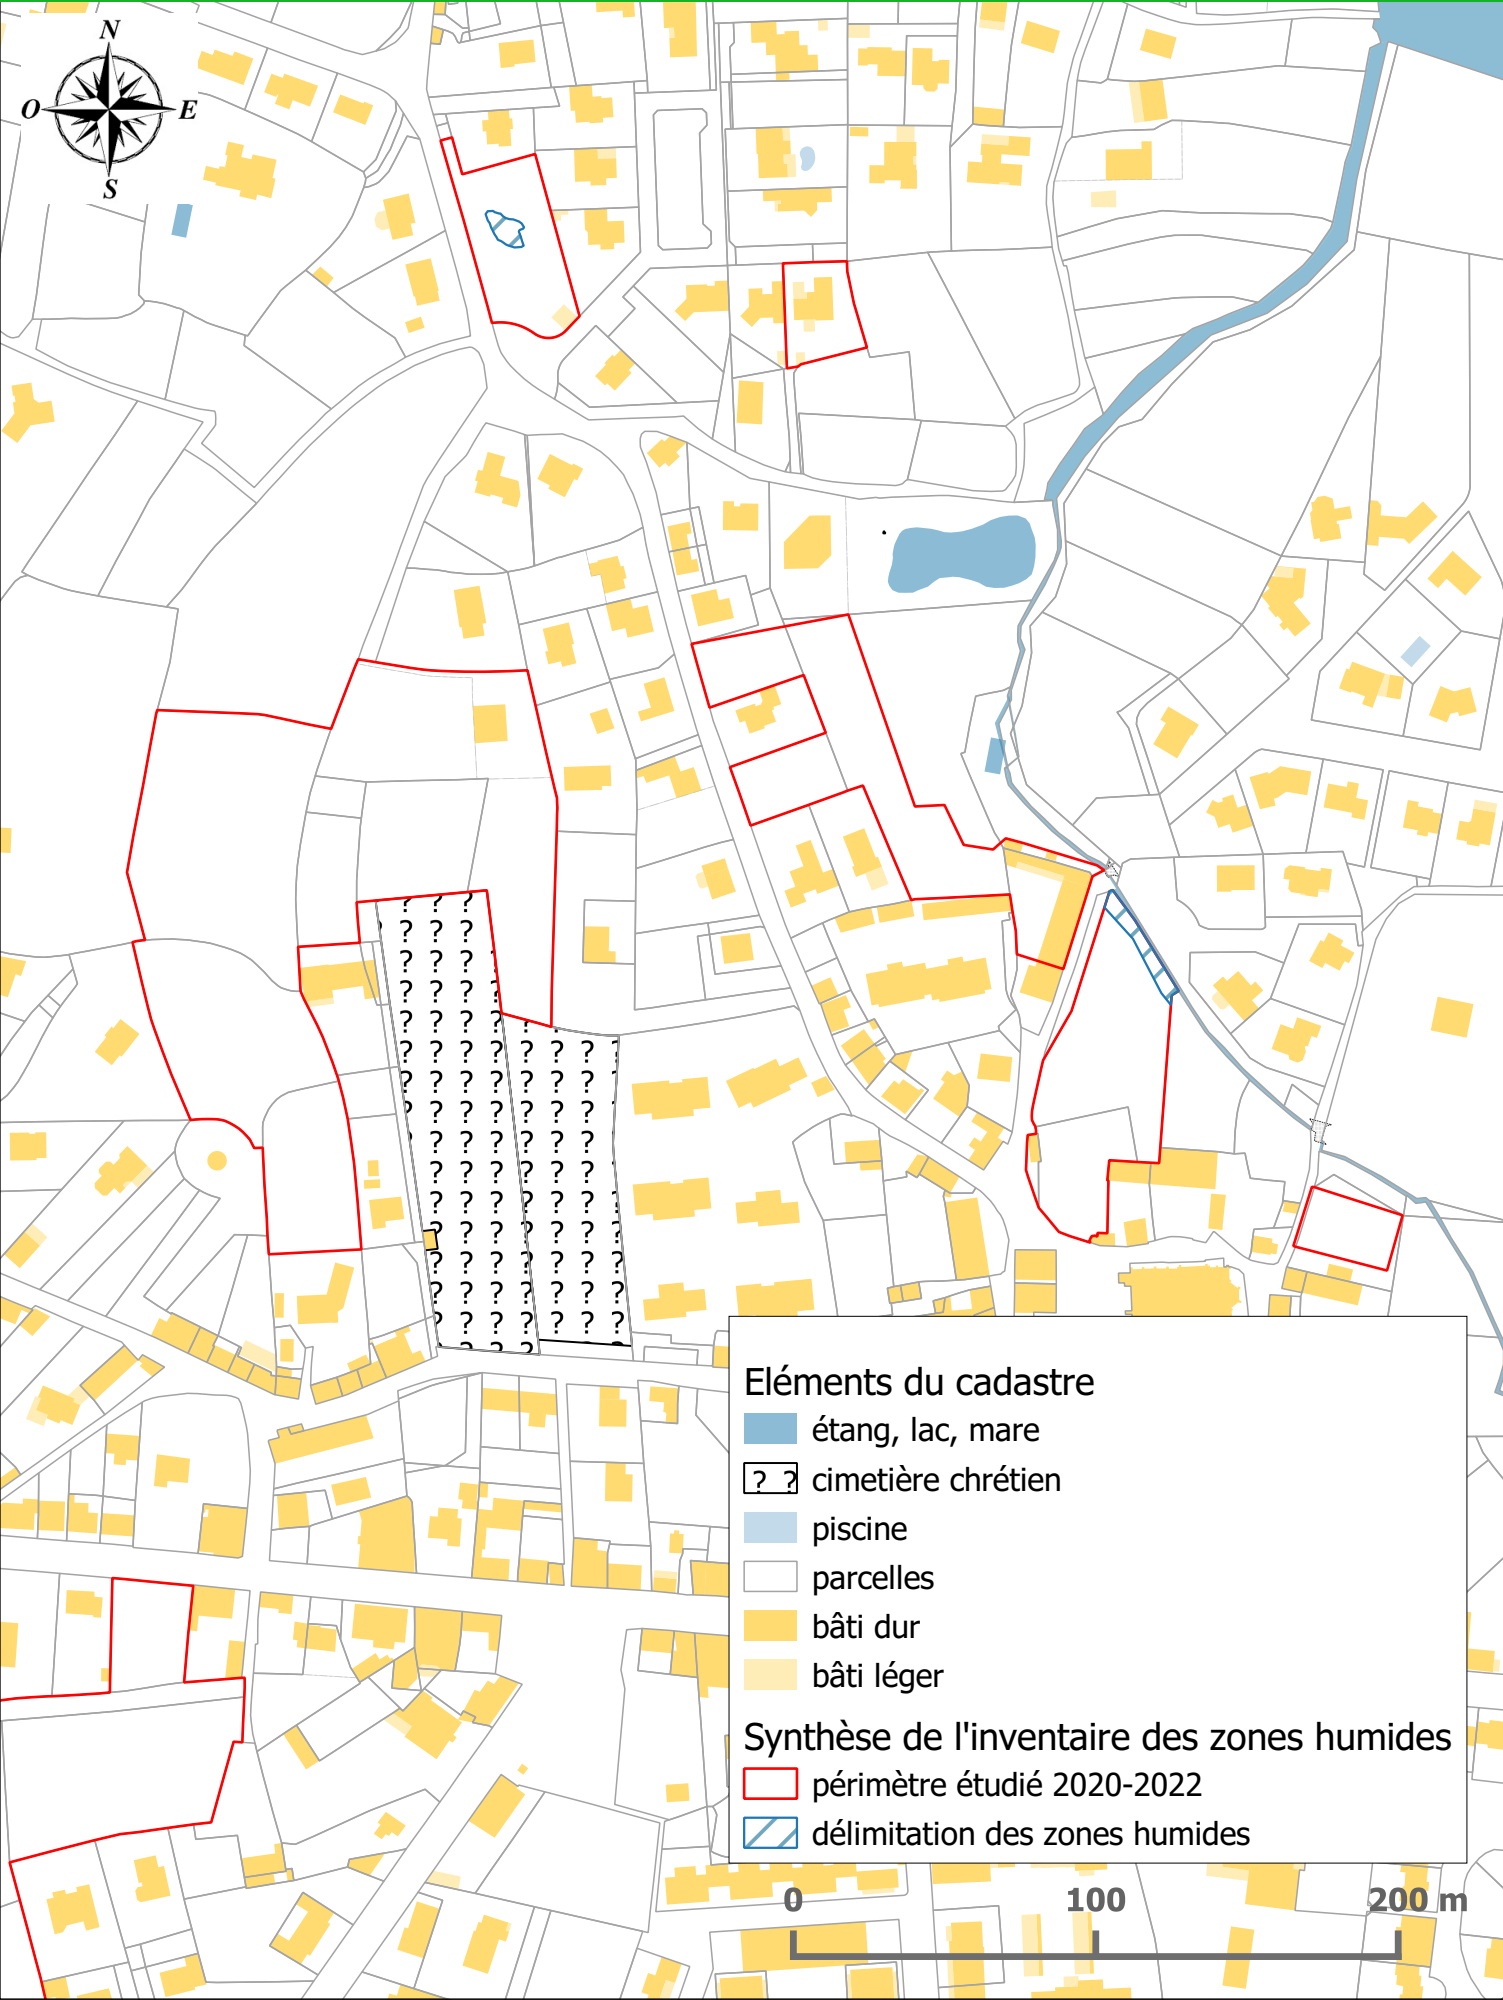 N
O E
S
Eléments du cadastre
étang, lac, mare
? ? cimetière chrétien
piscine
parcelles
bâti dur
bâti léger
Synthèse de l'inventaire des zones humides
périmètre étudié 2020-2022
délimitation des zones humides
0 100 200 m